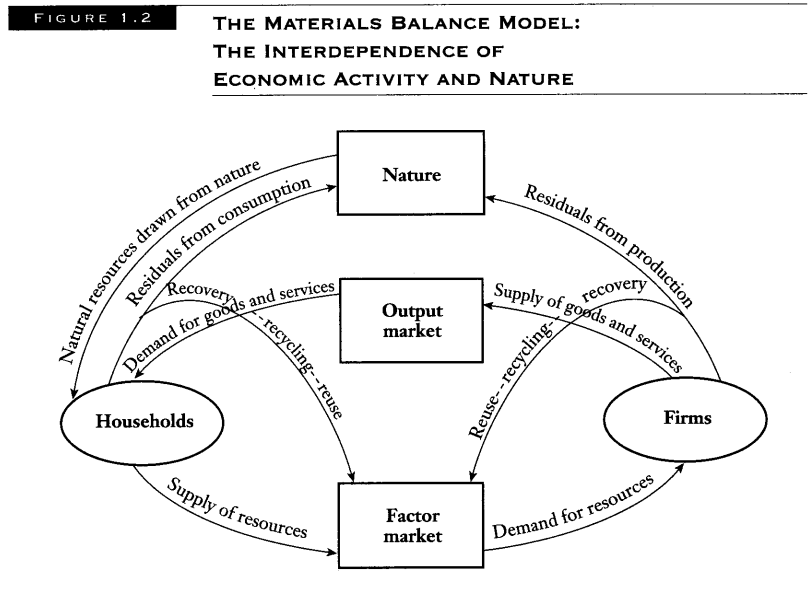 FIGURE 1.2
THE MATERIALS BALANCE MODEL:
THE INTERDEPENDENCE OF
ECONOMIC ACTIVITY AND NATURE
Nature
Natural resources drawn from nature
Residuals from consumption
Residuals from production
Recovery--recycling--reuse
Demand for goods and services
Output
market
Supply of goods and services
Reuse--recycling--recovery
Households
Firms
Supply of resources
Factor
market
Demand for resources